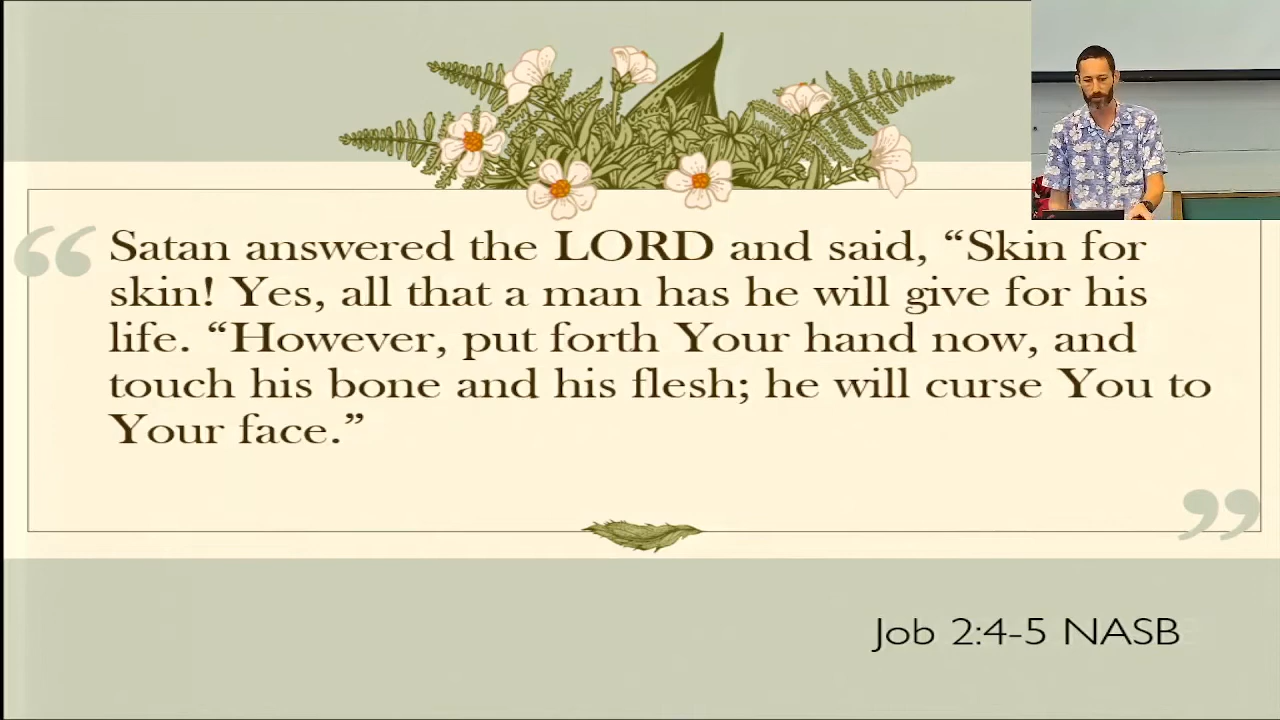 Satan answered the LORD and said, “Skin for
skin! Yes, all that a man has he will give for his
life. “However, put forth Your hand now, and
touch his bone and his flesh; he will curse You to
Your face.”
Job 2:4-5 NASB